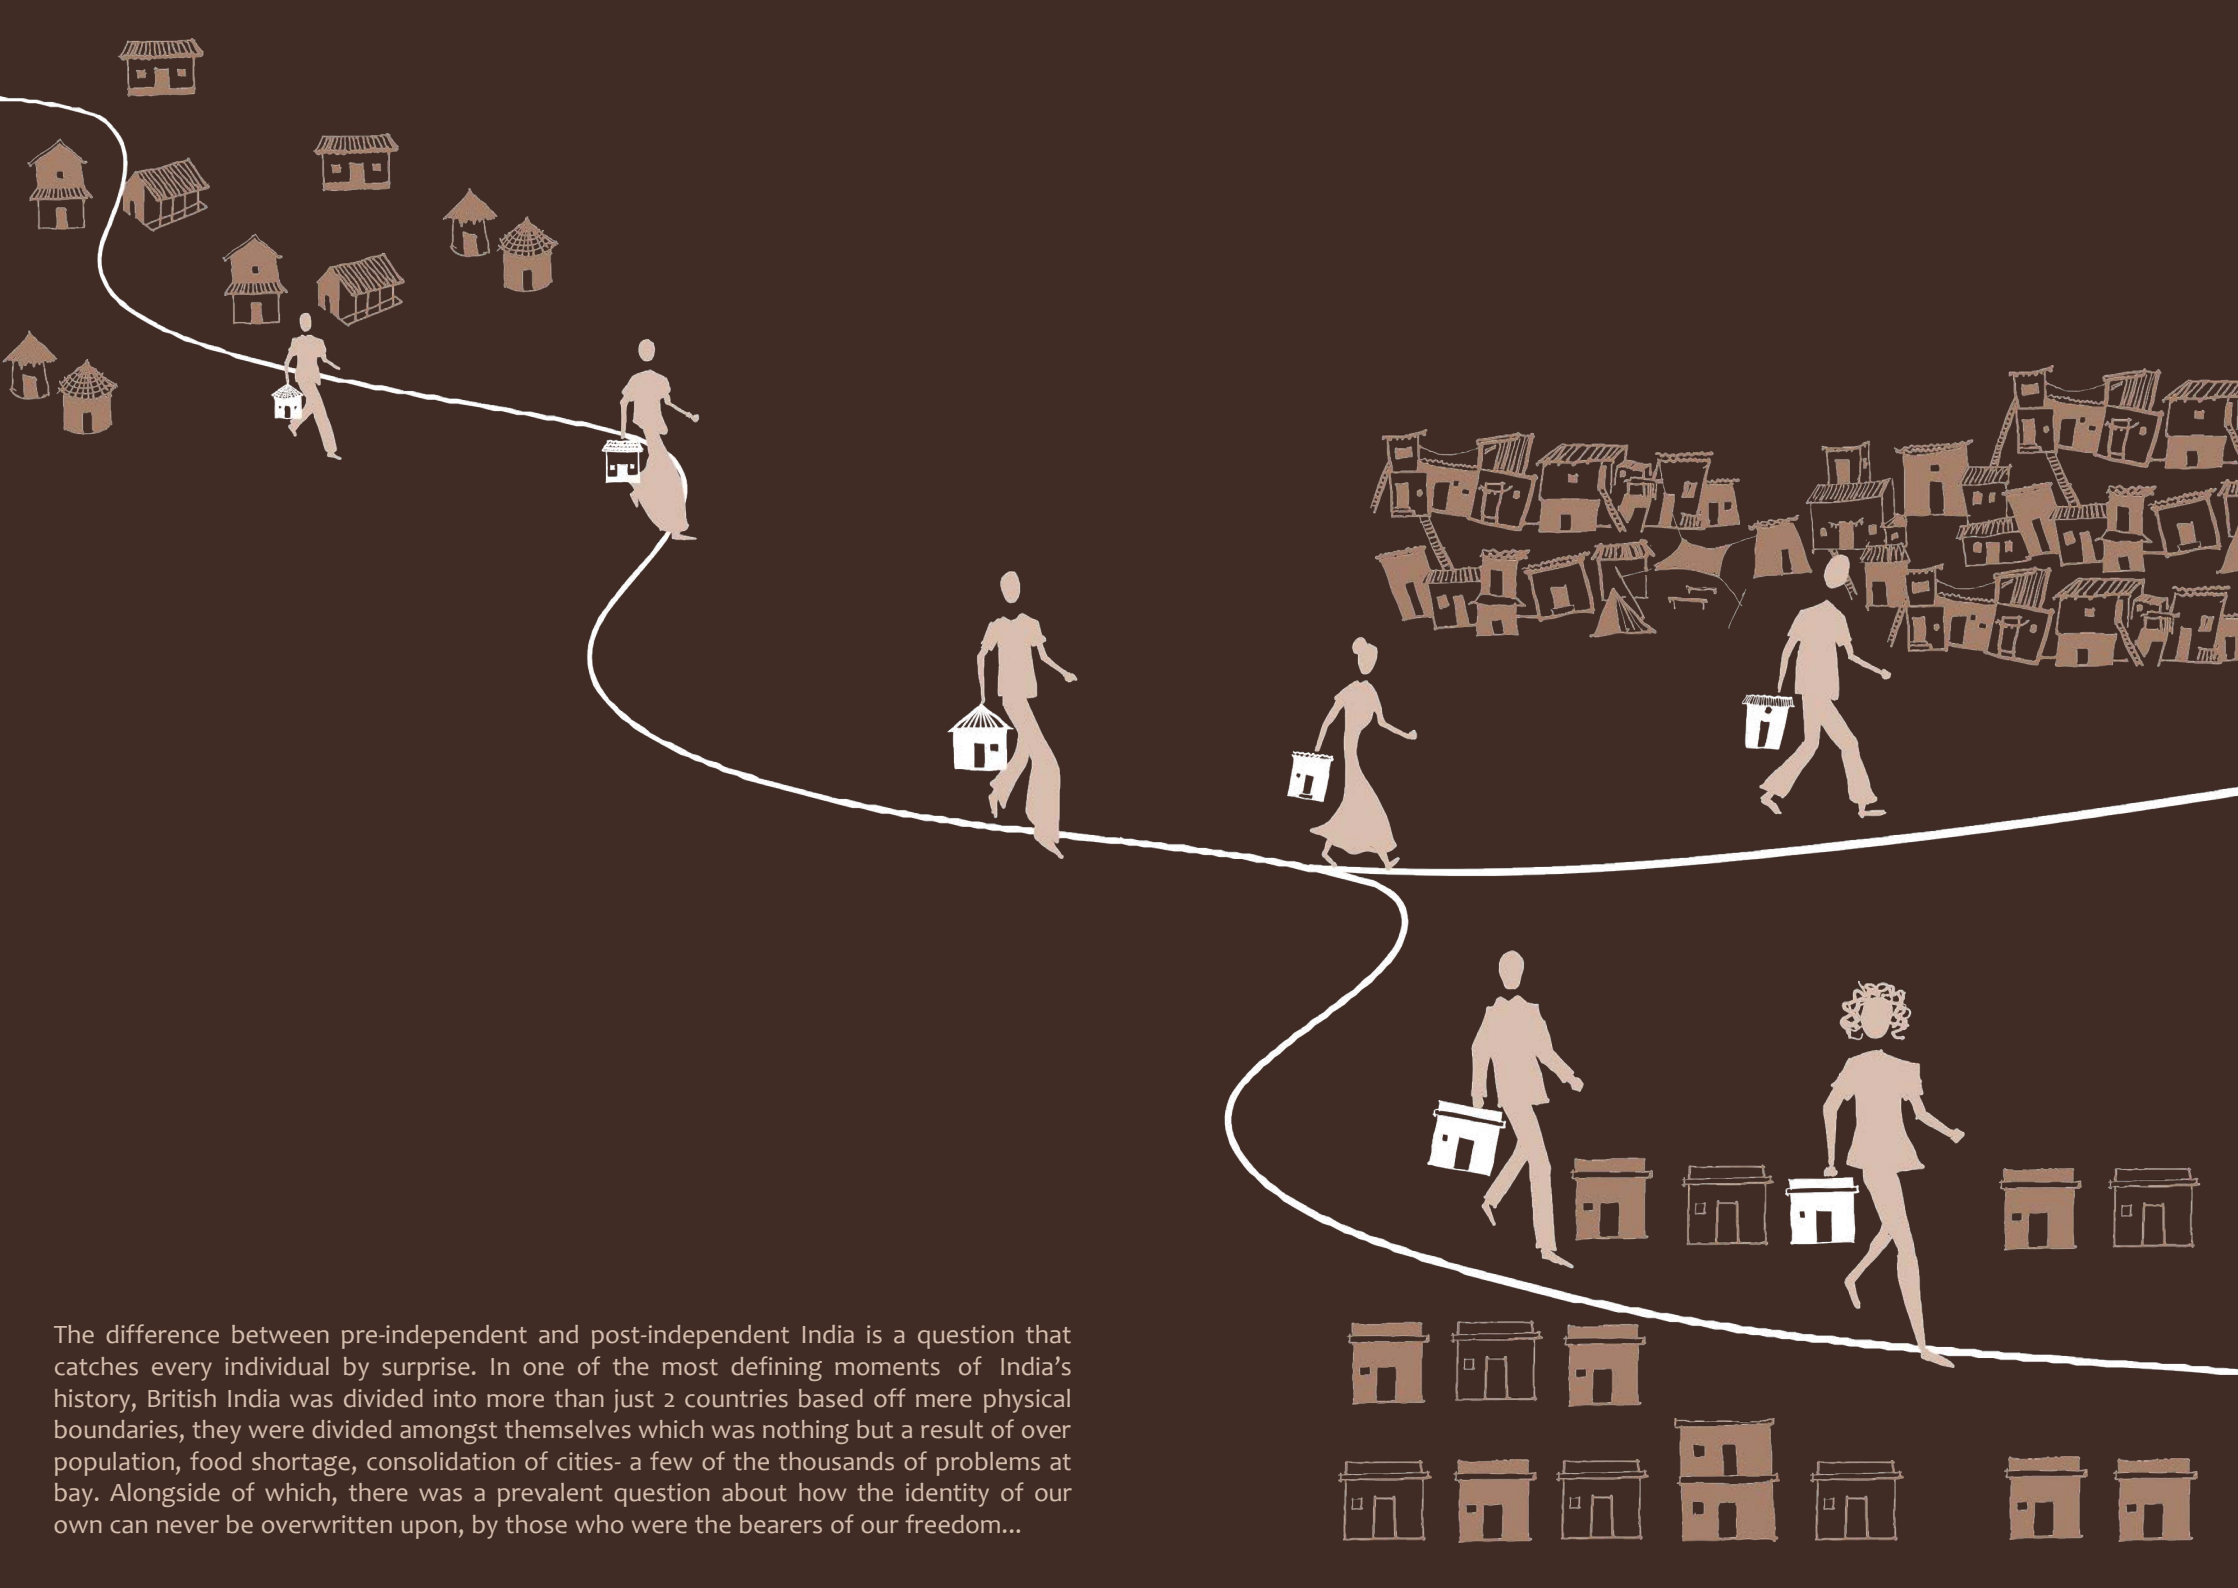 The difference between pre-independent and post-independent India is a question that
catches every individual by surprise. In one of the most defining moments of India’s
history, British India was divided into more than just 2 countries based off mere physical
boundaries, they were divided amongst themselves which was nothing but a result of over
population, food shortage, consolidation of cities- a few of the thousands of problems at
bay. Alongside of which, there was a prevalent question about how the identity of our
own can never be overwritten upon, by those who were the bearers of our freedom...